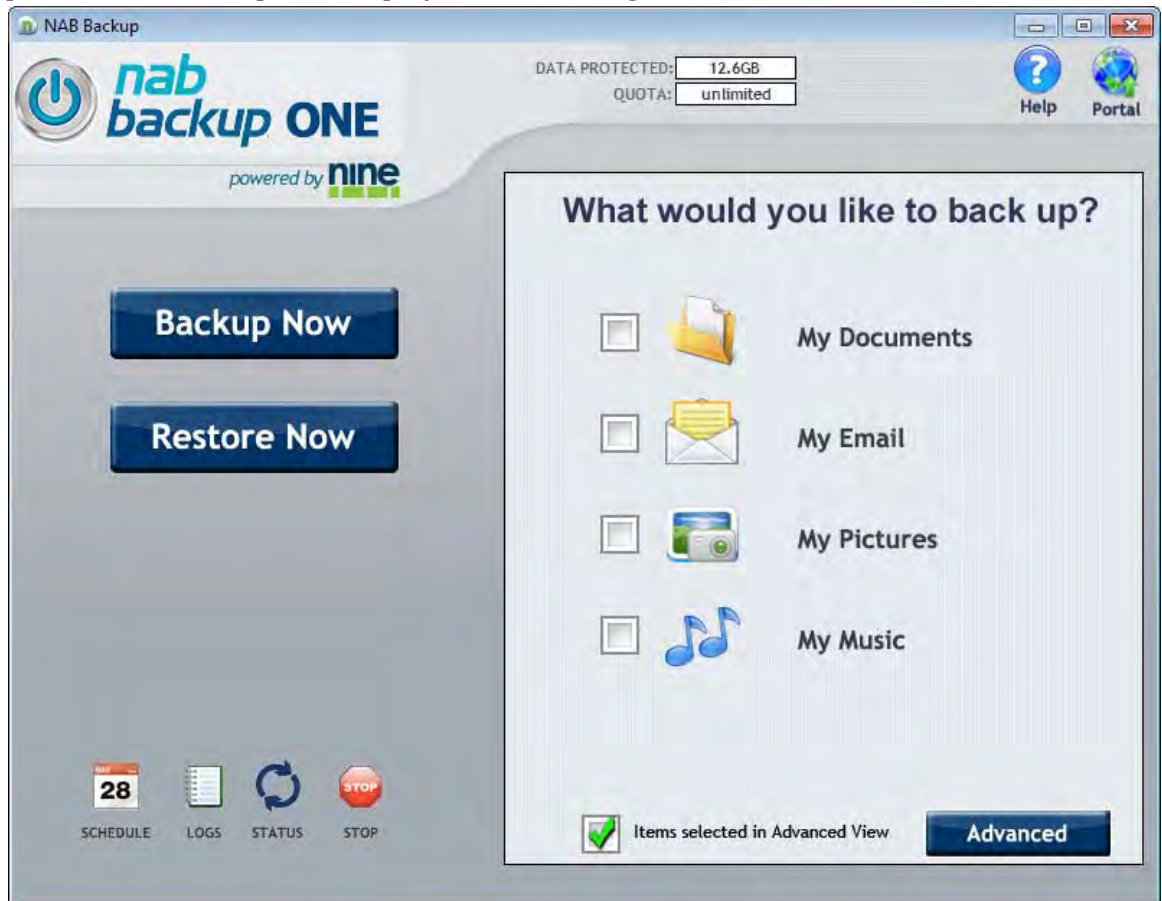 NAB Backup
nab
backup ONE
powered by nine
DATA PROTECTED: 12.6GB
QUOTA: unlimited
Help
Portal
What would you like to back up?
Backup Now
Restore Now
My Documents
My Email
My Pictures
My Music
28
STOP
SCHEDULE
LOGS
STATUS
STOP
Items selected in Advanced View
Advanced